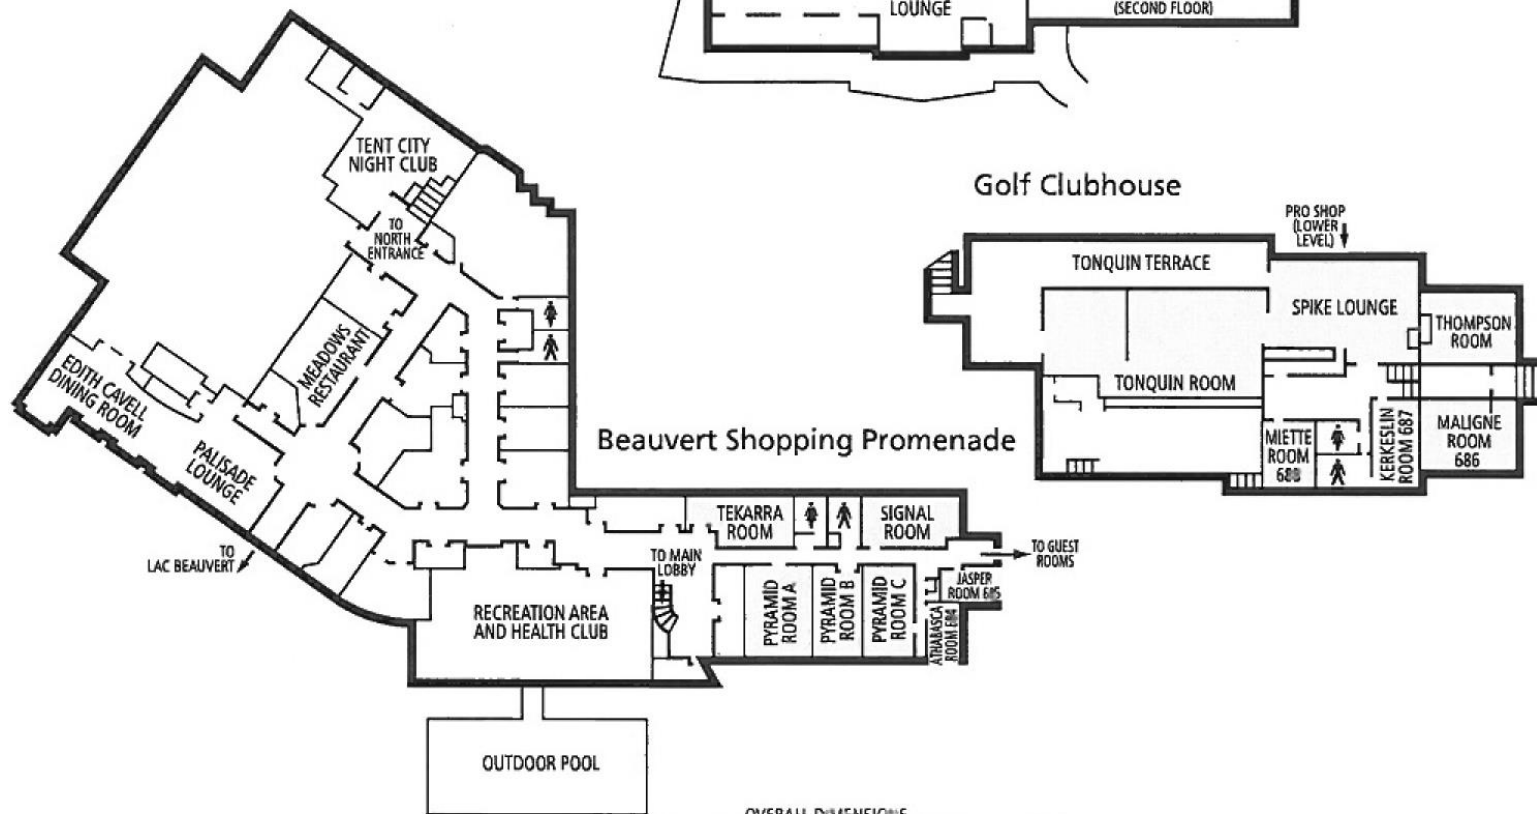 LOUNGE
(SECOND FLOOR)
TENT CITY
NIGHT CLUB
TO
NORTH
ENTRANCE
MEADOWS
RESTAURANT
EDITH CAVELL
DINING ROOM
PALISADE
LOUNGE
TO
LAC BEAUVERT
Golf Clubhouse
PRO SHOP
(LOWER
LEVEL)
TONQUIN TERRACE
SPIKE LOUNGE
THOMPSON
ROOM
TONQUIN ROOM
MIETTE
ROOM
688
KERKESLIN
ROOM 687
MALIGNE
ROOM
686
Beauvert Shopping Promenade
TEKARRA
ROOM
SIGNAL
ROOM
TO MAIN
LOBBY
TO GUEST
ROOMS
PYRAMID
ROOM A
PYRAMID
ROOM B
PYRAMID
ROOM C
JASPER
ROOM 685
ATHABASCA
ROOM 684
RECREATION AREA
AND HEALTH CLUB
OUTDOOR POOL
OVERALL DIMENSIONS